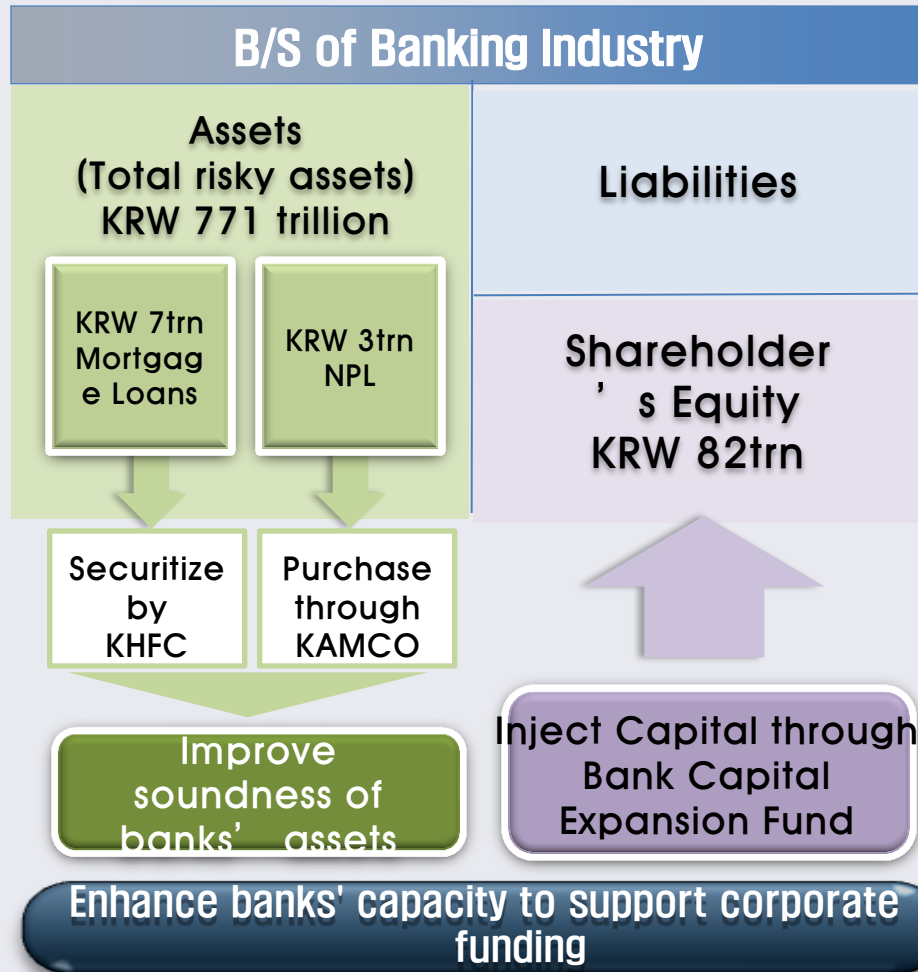 B/S of Banking Industry
Assets
(Total risky assets)
KRW 771 trillion
KRW 7trn
Mortgag
e Loans
KRW 3trn
NPL
Securitize
by
KHFC
Purchase
through
KAMCO
Improve
soundness of
banks’ assets
Liabilities
Shareholder
’ s Equity
KRW 82trn
Inject Capital through
Bank Capital
Expansion Fund
Enhance banks' capacity to support corporate
funding